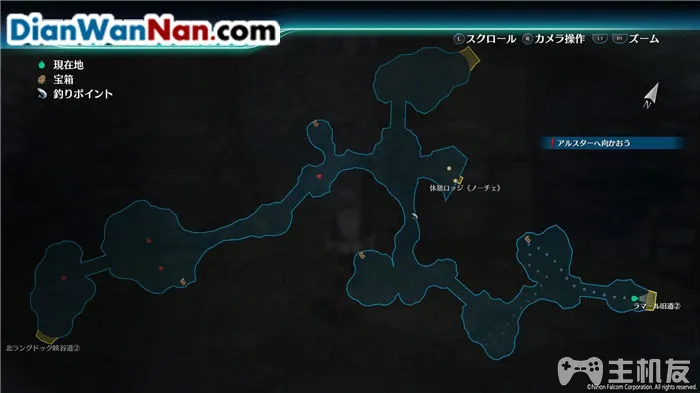 DianWanNan.com
L スクロール R カメラ操作 L1 R1 ズーム
現在地
宝箱
釣りポイント
N
アルスターへ向かおう
休憩ロッジ《ノーチェ》
ラマール旧道②
北ラングドック峡谷道②
主机友
©Nihon Falcom Corporation. All rights reserved.